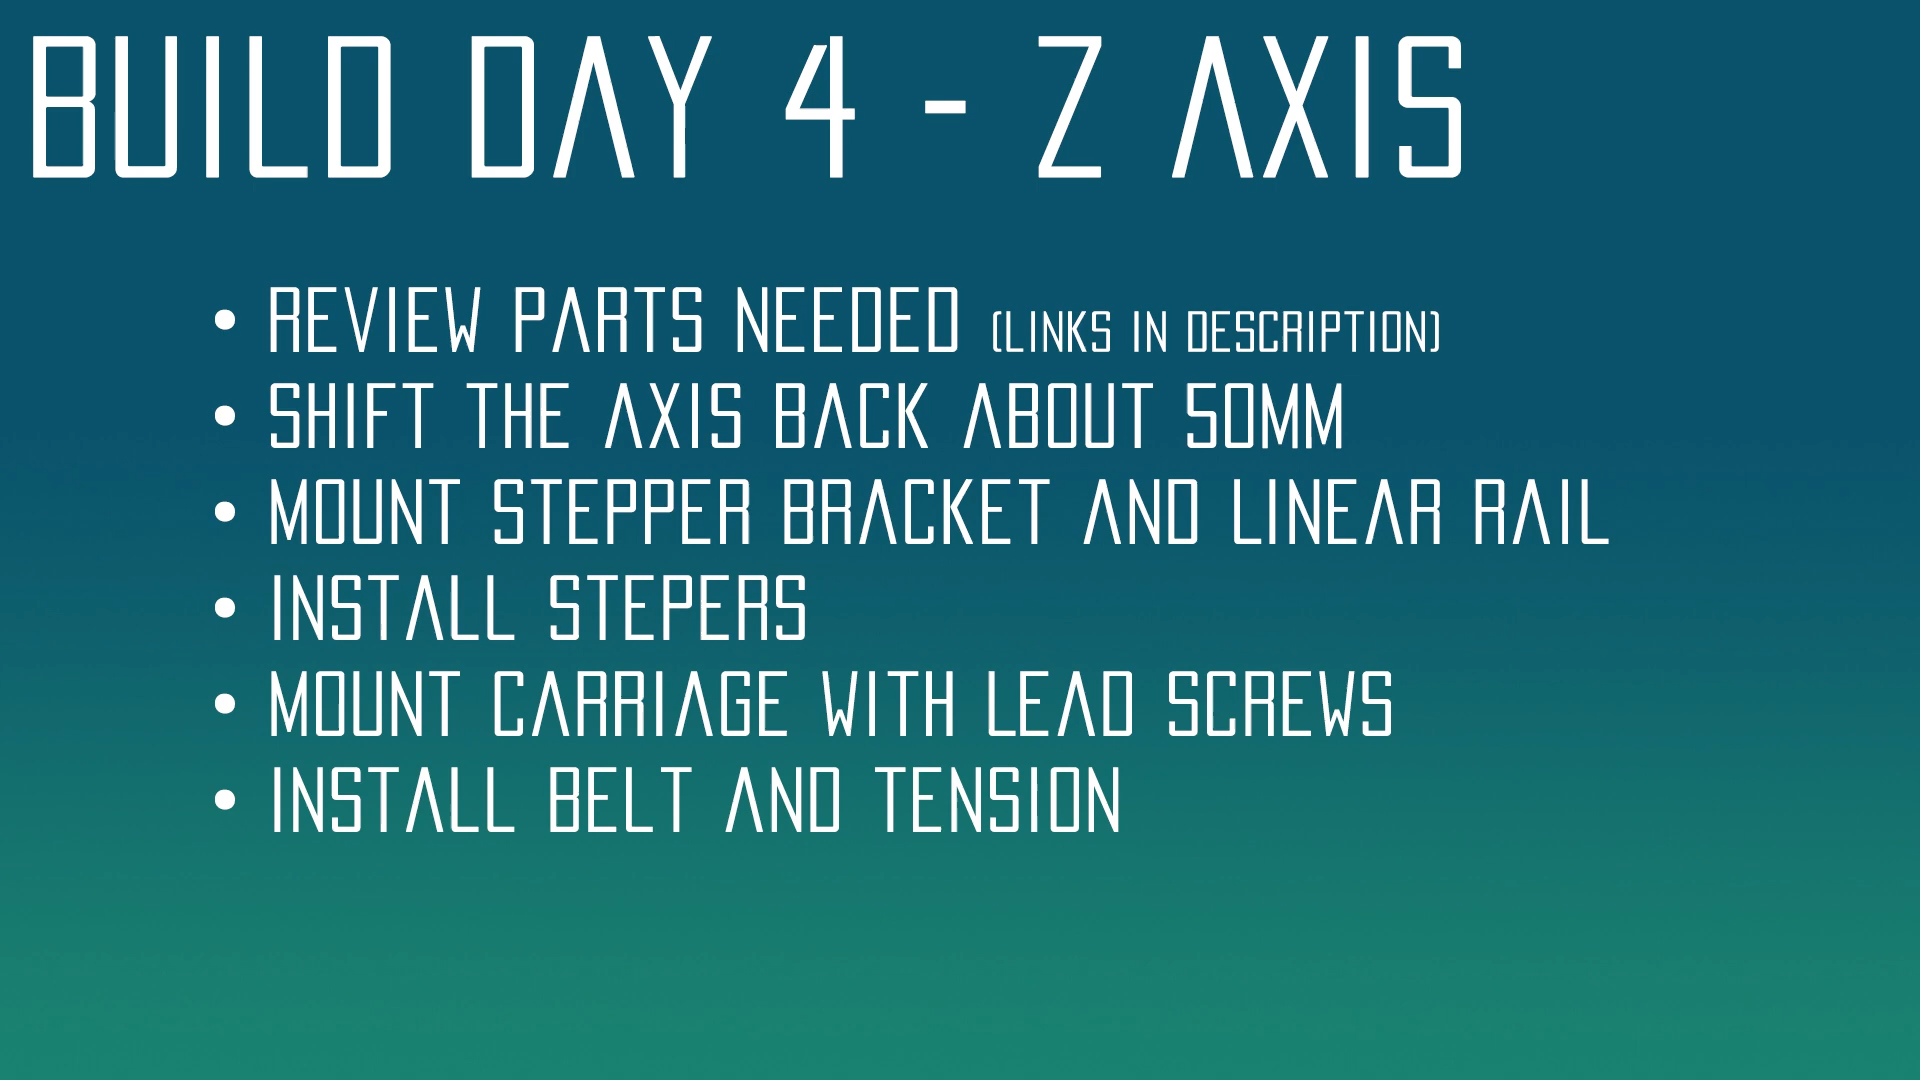 BUILD DAY 4 - Z AXIS
• REVIEW PARTS NEEDED (LINKS IN DESCRIPTION)
• SHIFT THE AXIS BACK ABOUT 50MM
• MOUNT STEPPER BRACKET AND LINEAR RAIL
• INSTALL STEPERS
• MOUNT CARRIAGE WITH LEAD SCREWS
• INSTALL BELT AND TENSION